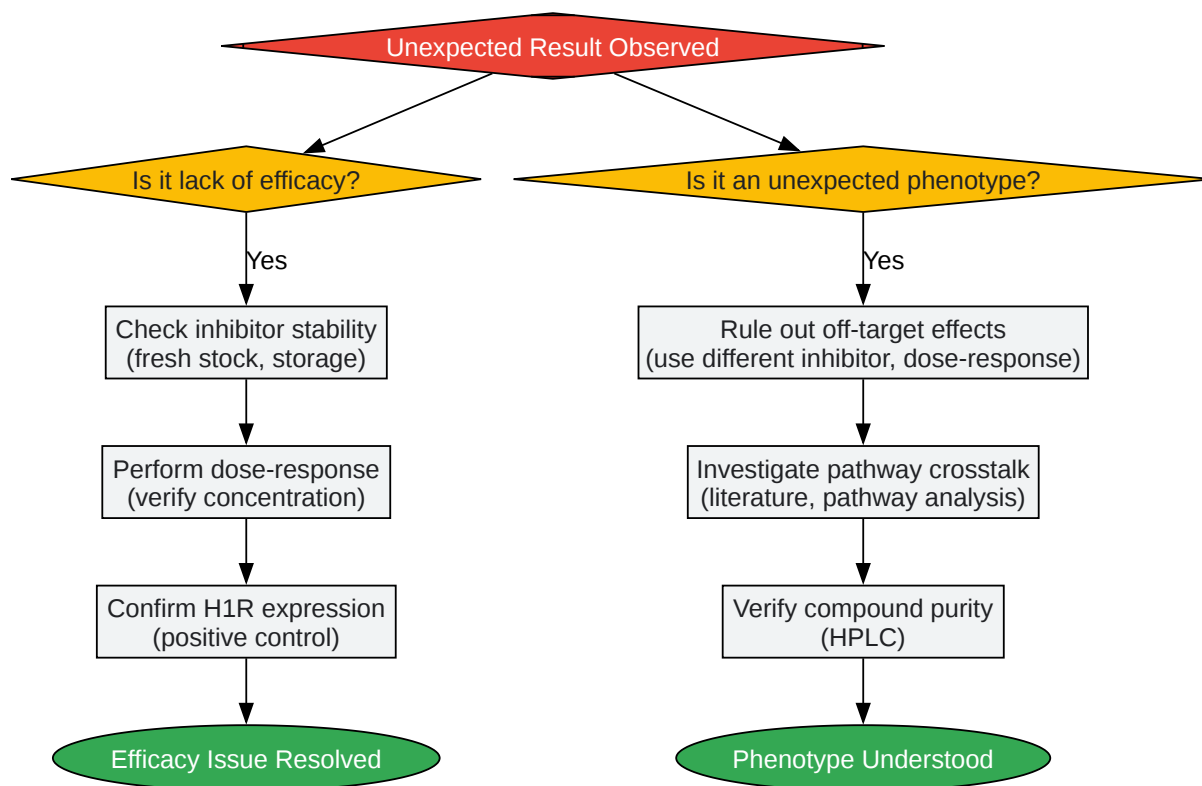 Unexpected Result Observed
Is it lack of efficacy?
Is it an unexpected phenotype?
Yes
Yes
Check inhibitor stability
(fresh stock, storage)
Rule out off-target effects
(use different inhibitor, dose-response)
Perform dose-response
(verify concentration)
Investigate pathway crosstalk
(literature, pathway analysis)
Confirm H1R expression
(positive control)
Verify compound purity
(HPLC)
Efficacy Issue Resolved
Phenotype Understood